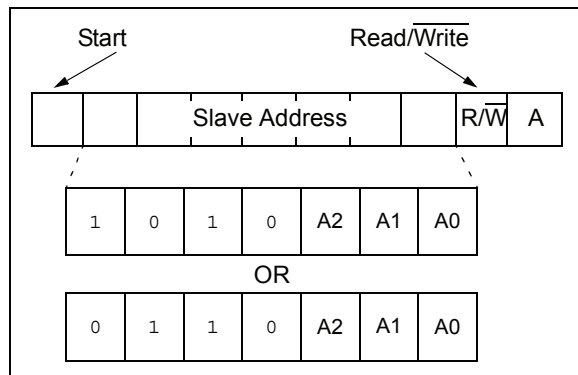 Start Read/Write
Slave Address R/W A
1 0 1 0 A2 A1 A0
OR
0 1 1 0 A2 A1 A0